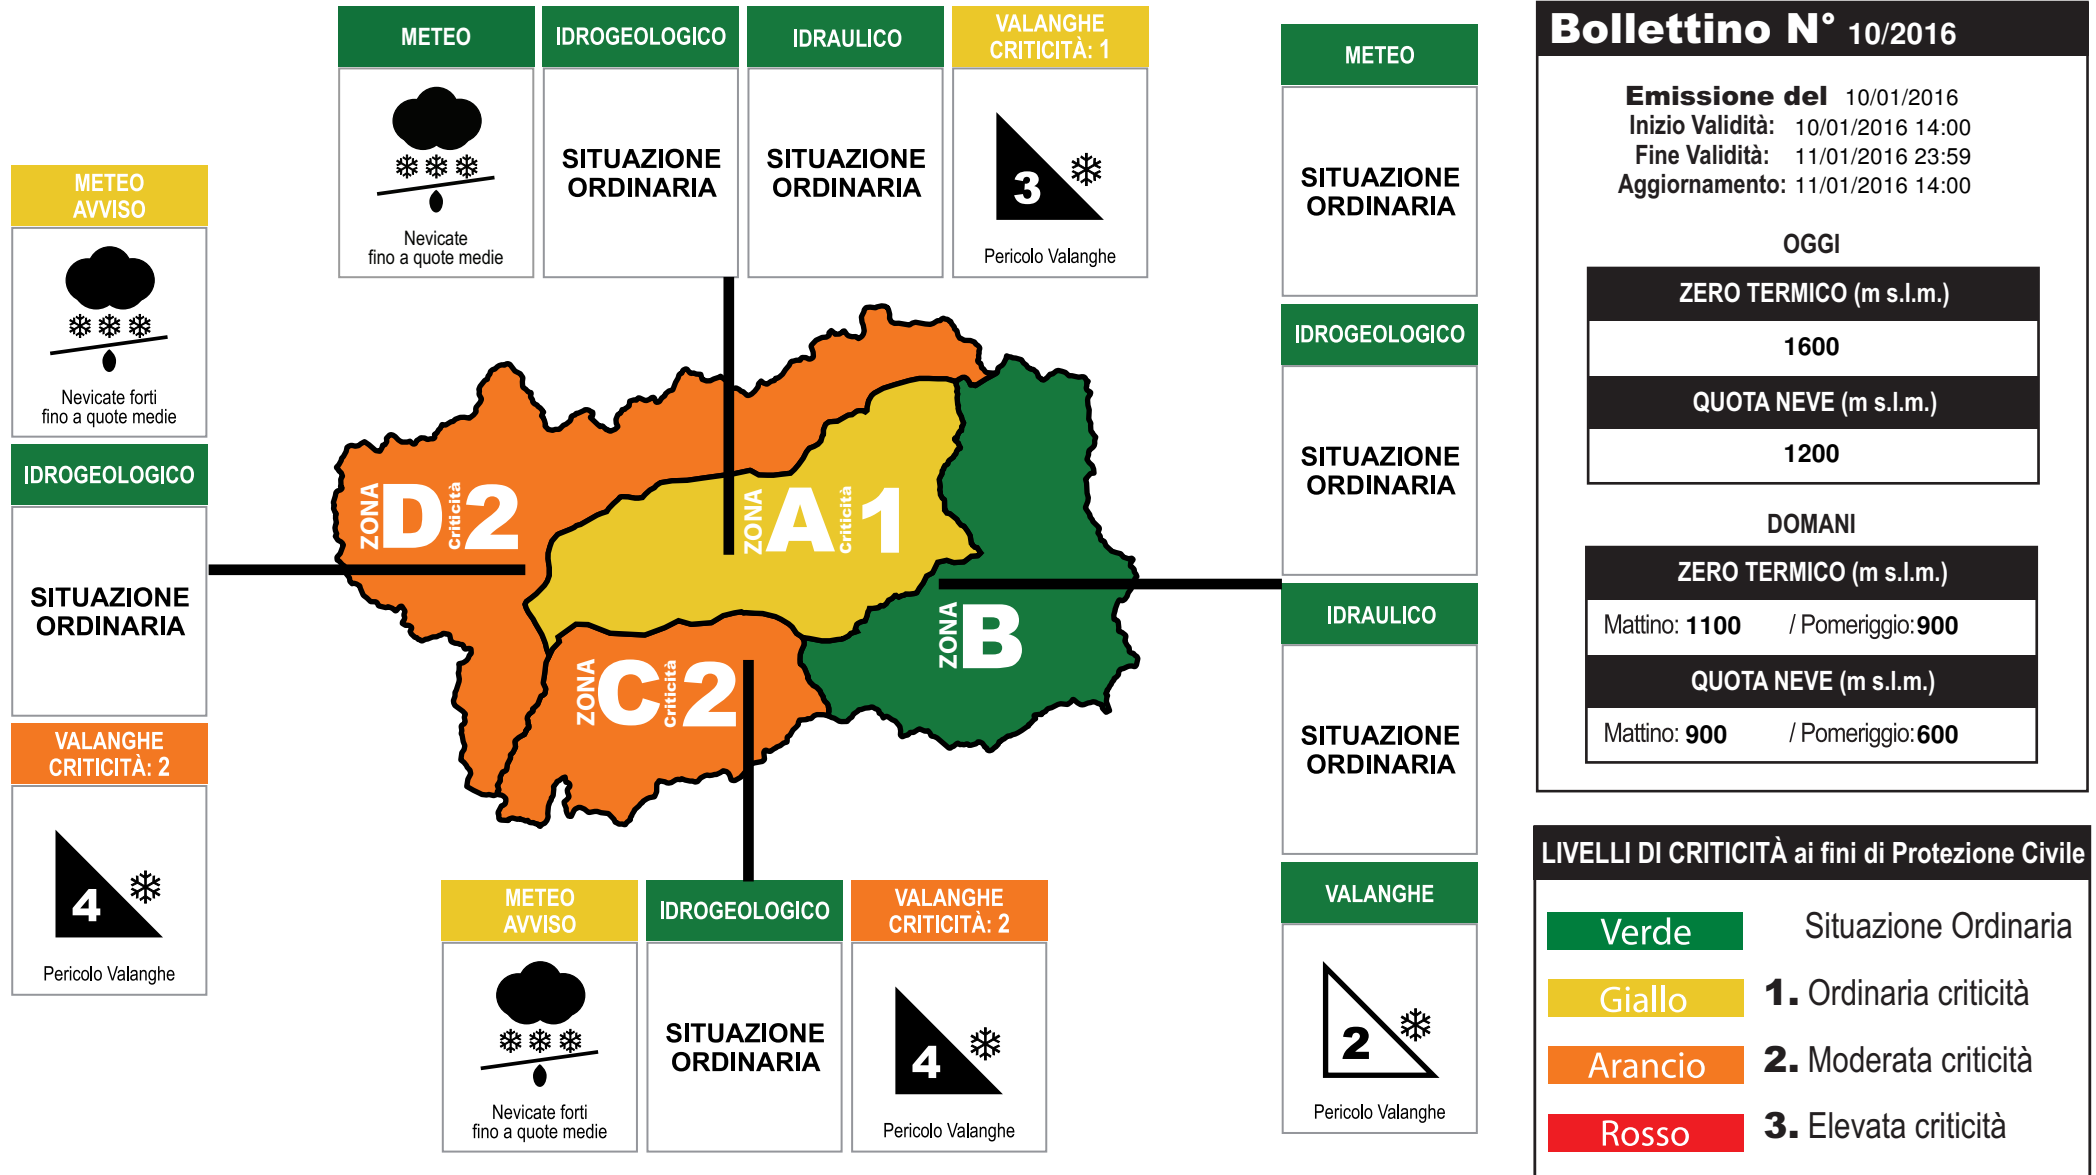 METEO
IDROGEOLOGICO
IDRAULICO
VALANGHE
CRITICITÀ: 1
Nevicate
fino a quote medie
SITUAZIONE
ORDINARIA
SITUAZIONE
ORDINARIA
3
Pericolo Valanghe
METEO
AVVISO
Nevicate forti
fino a quote medie
IDROGEOLOGICO
SITUAZIONE
ORDINARIA
VALANGHE
CRITICITÀ: 2
4
Pericolo Valanghe
ZONA D Criticità 2
ZONA A Criticità 1
ZONA B
ZONA C Criticità 2
METEO
AVVISO
Nevicate forti
fino a quote medie
IDROGEOLOGICO
SITUAZIONE
ORDINARIA
VALANGHE
CRITICITÀ: 2
4
Pericolo Valanghe
METEO
SITUAZIONE
ORDINARIA
IDROGEOLOGICO
SITUAZIONE
ORDINARIA
IDRAULICO
SITUAZIONE
ORDINARIA
VALANGHE
2
Pericolo Valanghe
Bollettino N° 10/2016
Emissione del 10/01/2016
Inizio Validità: 10/01/2016 14:00
Fine Validità: 11/01/2016 23:59
Aggiornamento: 11/01/2016 14:00
OGGI
ZERO TERMICO (m s.l.m.)
1600
QUOTA NEVE (m s.l.m.)
1200
DOMANI
ZERO TERMICO (m s.l.m.)
Mattino: 1100 / Pomeriggio: 900
QUOTA NEVE (m s.l.m.)
Mattino: 900 / Pomeriggio: 600
LIVELLI DI CRITICITÀ ai fini di Protezione Civile
Verde Situazione Ordinaria
Giallo 1. Ordinaria criticità
Arancio 2. Moderata criticità
Rosso 3. Elevata criticità